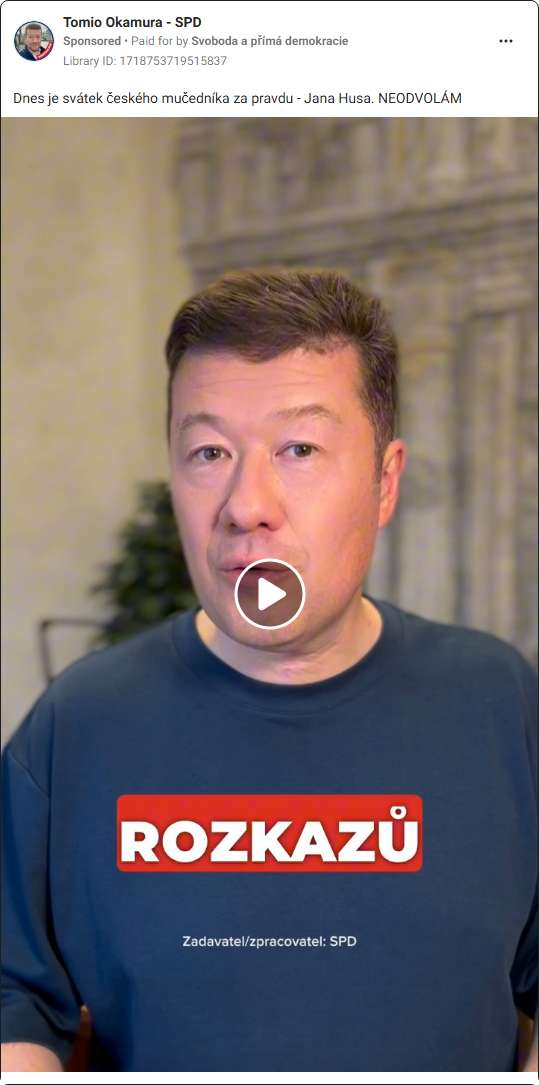 Tomio Okamura - SPD
Sponsored • Paid for by Svoboda a přímá demokracie
Library ID: 1718753719515837
Dnes je svátek českého mučedníka za pravdu - Jana Husa. NEODVOLÁM
ROZKAZŮ
Zadavatel/zpracovatel: SPD